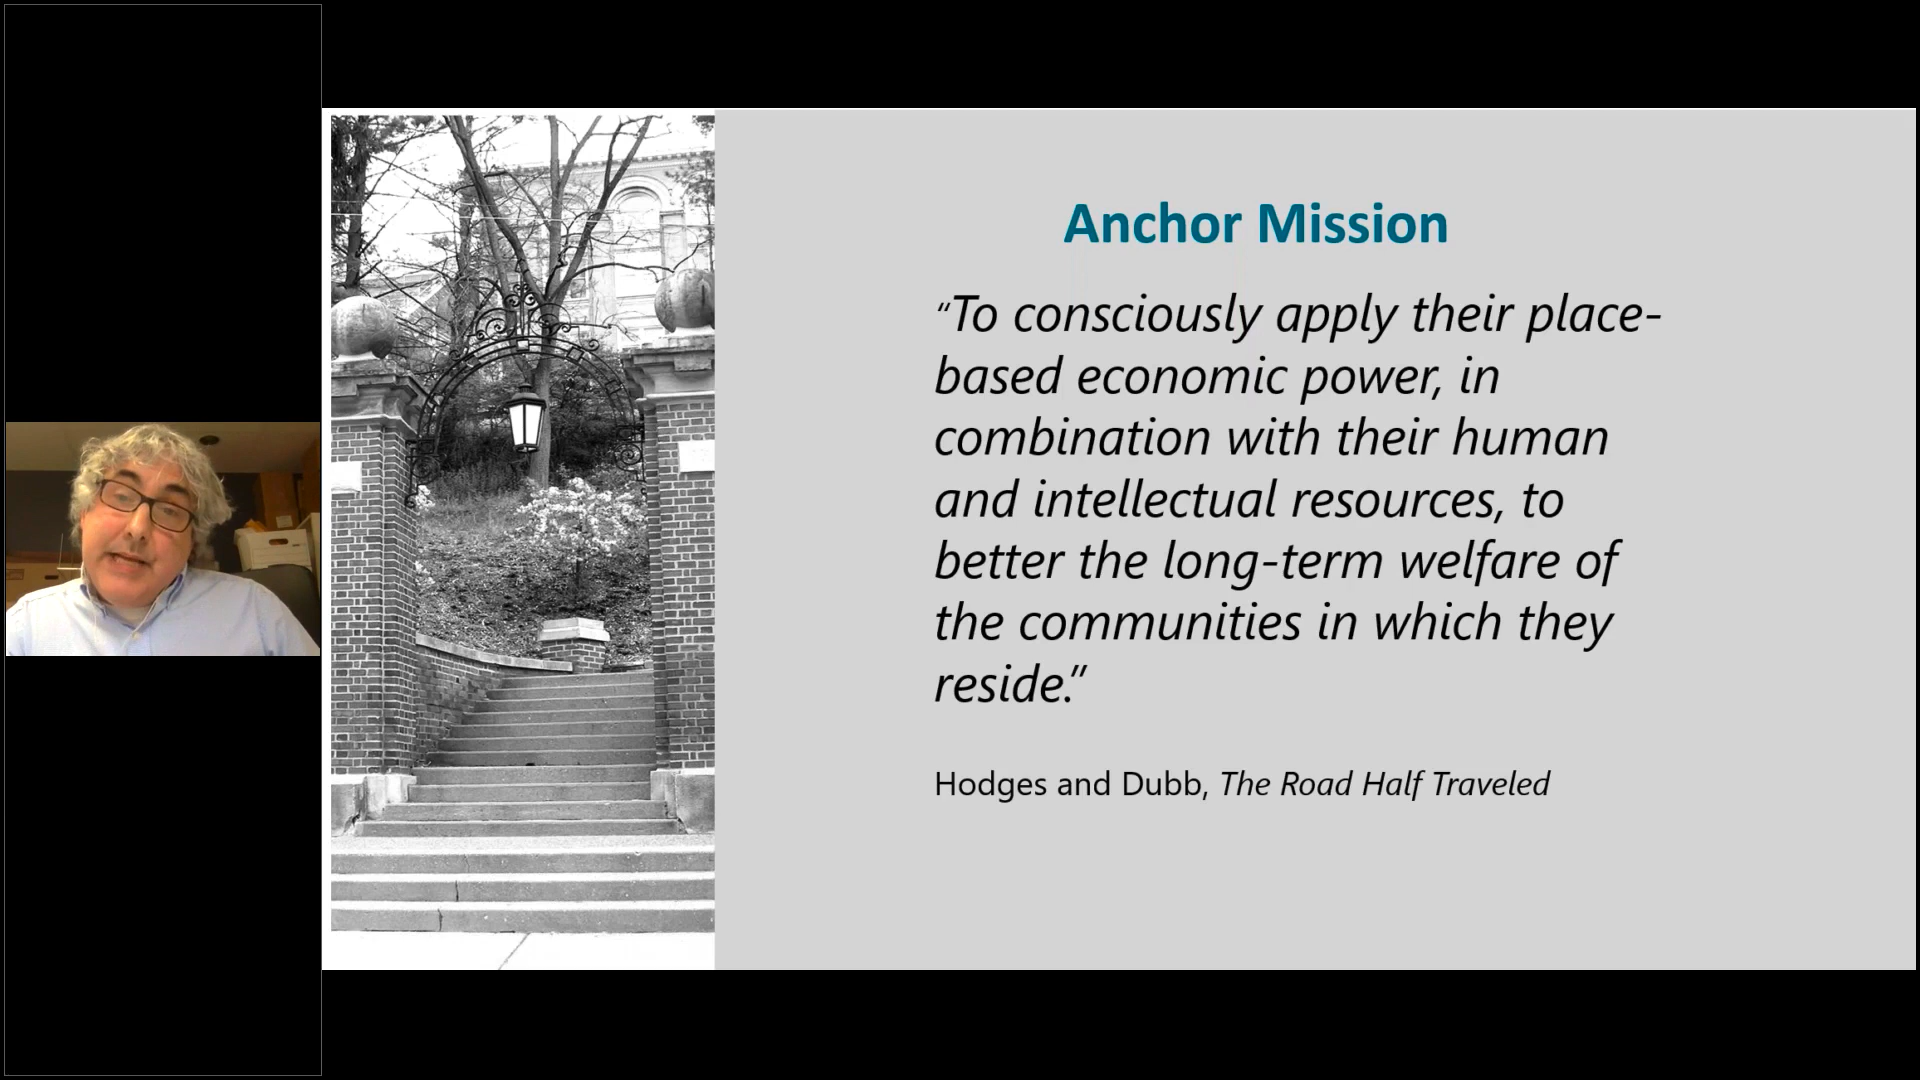 Anchor Mission
“To consciously apply their place-
based economic power, in
combination with their human
and intellectual resources, to
better the long-term welfare of
the communities in which they
reside.”
Hodges and Dubb, The Road Half Traveled